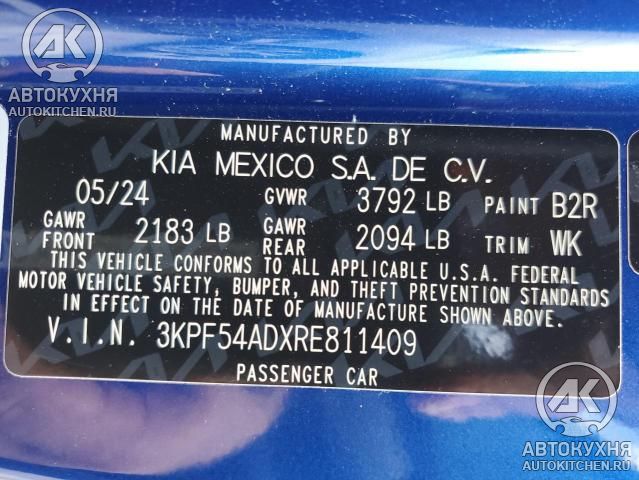 AK
АВТОКУХНЯ
AUTOKITCHEN.RU
MANUFACTURED BY
KIA MEXICO S.A. DE C.V.
05/24 GVWR 3792 LB PAINT B2R
GAWR FRONT 2183 LB GAWR REAR 2094 LB TRIM WK
THIS VEHICLE CONFORMS TO ALL APPLICABLE U.S.A. FEDERAL
MOTOR VEHICLE SAFETY, BUMPER, AND THEFT PREVENTION STANDARDS
IN EFFECT ON THE DATE OF MANUFACTURE SHOWN ABOVE.
V.I.N. 3KPF54ADXRE811409
PASSENGER CAR
AK
АВТОКУХНЯ
AUTOKITCHEN.RU